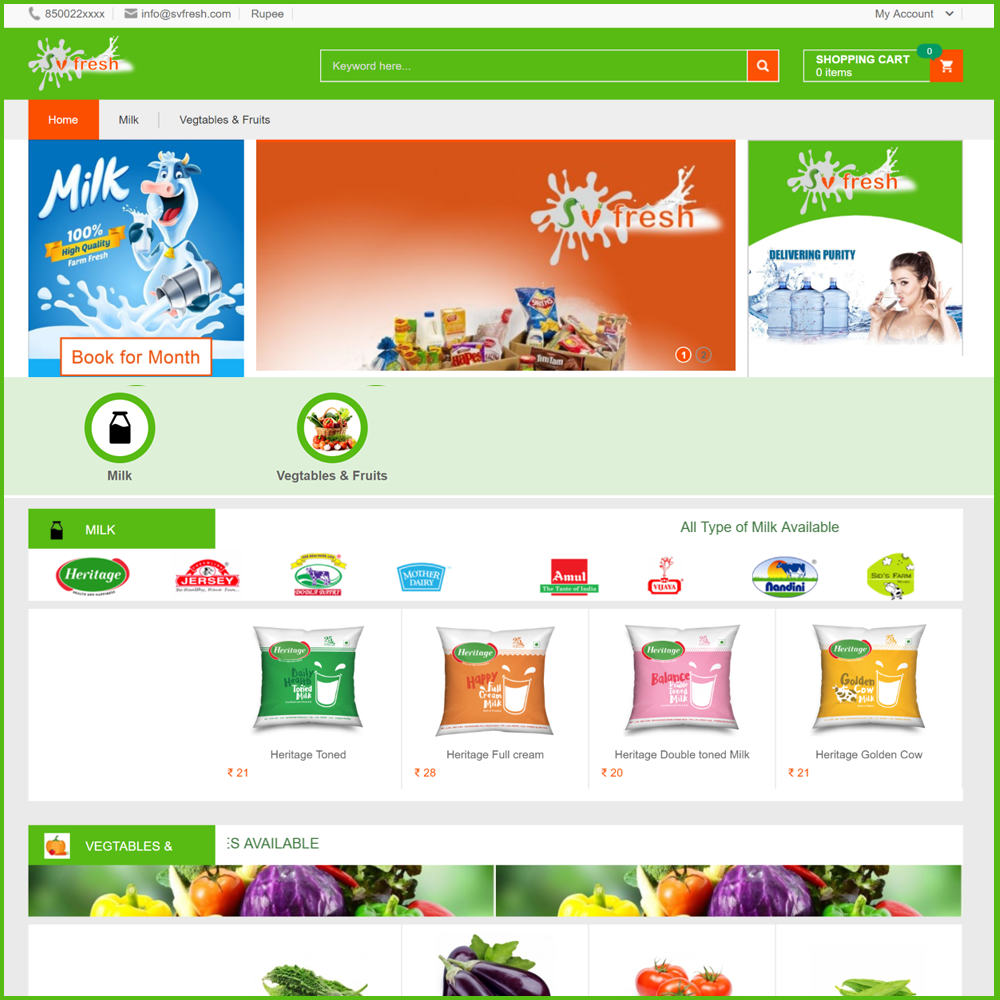 850022xxxx
info@svfresh.com
Rupee
My Account
SV fresh
Keyword here...
SHOPPING CART
0 items
0
Home
Milk
Vegtables & Fruits
Milk
100%
High Quality
Farm Fresh
Book for Month
SV fresh
TimTam
1
2
SV fresh
DELIVERING PURITY
Milk
Vegtables & Fruits
MILK
All Type of Milk Available
Heritage
HEALTH AND HAPPINESS
JERSEY
DODLA DAIRY
MOTHER
DAIRY
Amul
The Taste of India
VIJAYA
Nandini
SID'S FARM
Heritage
Daily
Health
Toned
Milk
Heritage
Happy
Full
Cream
Milk
Heritage
Balance
Double
Toned
Milk
Heritage
Golden
Cow
Milk
Heritage Toned
₹ 21
Heritage Full cream
₹ 28
Heritage Double toned Milk
₹ 20
Heritage Golden Cow
₹ 21
VEGTABLES &
ES AVAILABLE